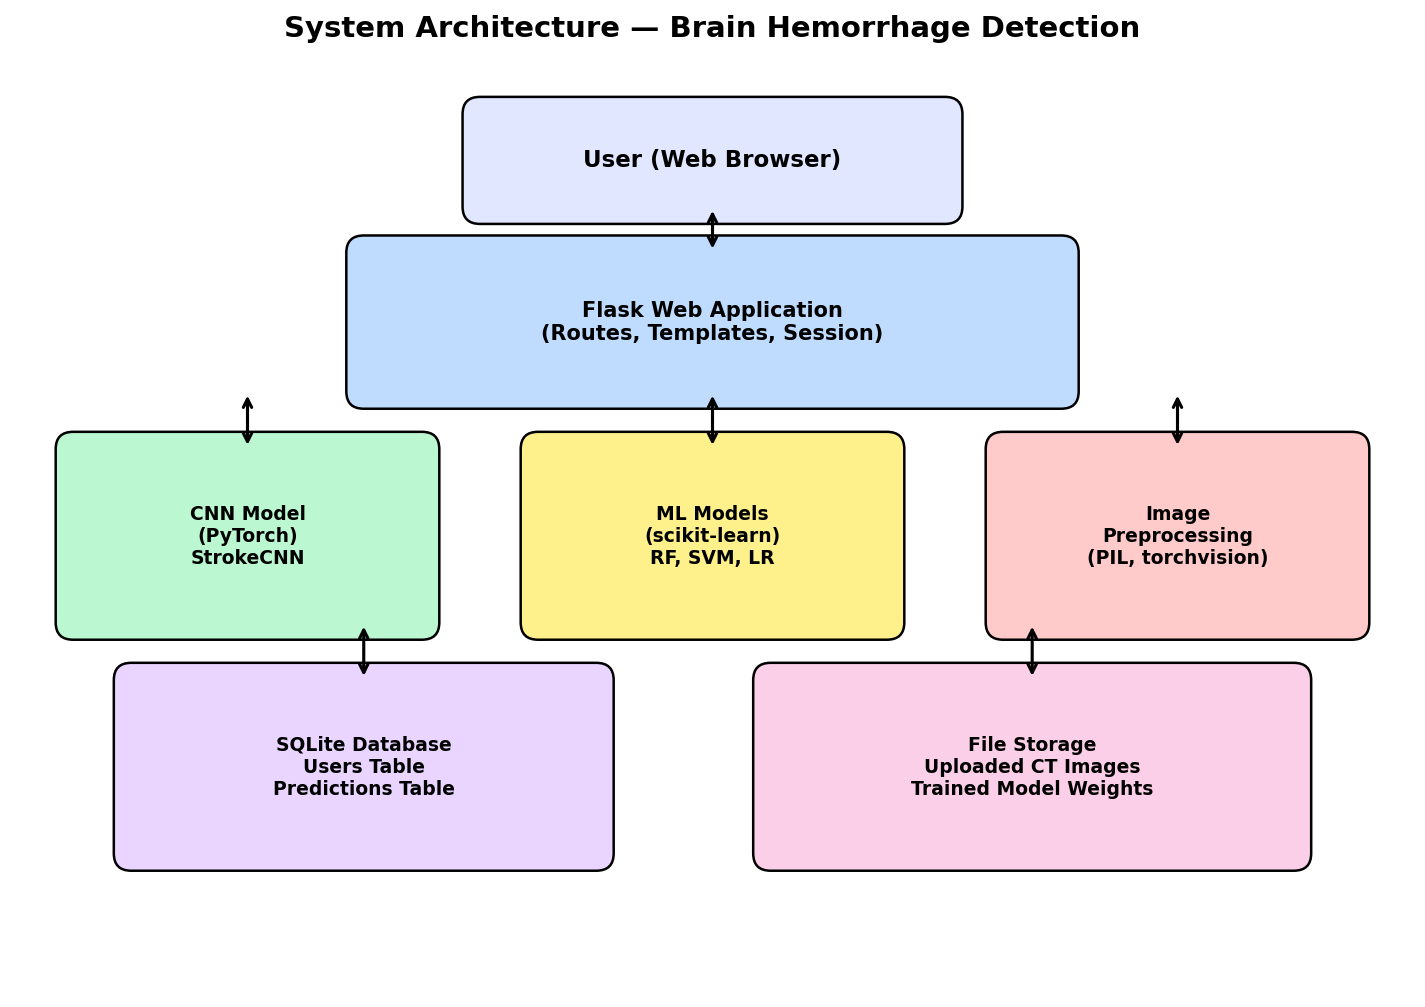 System Architecture — Brain Hemorrhage Detection
User (Web Browser)
Flask Web Application
(Routes, Templates, Session)
CNN Model
(PyTorch)
StrokeCNN
ML Models
(scikit-learn)
RF, SVM, LR
Image
Preprocessing
(PIL, torchvision)
SQLite Database
Users Table
Predictions Table
File Storage
Uploaded CT Images
Trained Model Weights